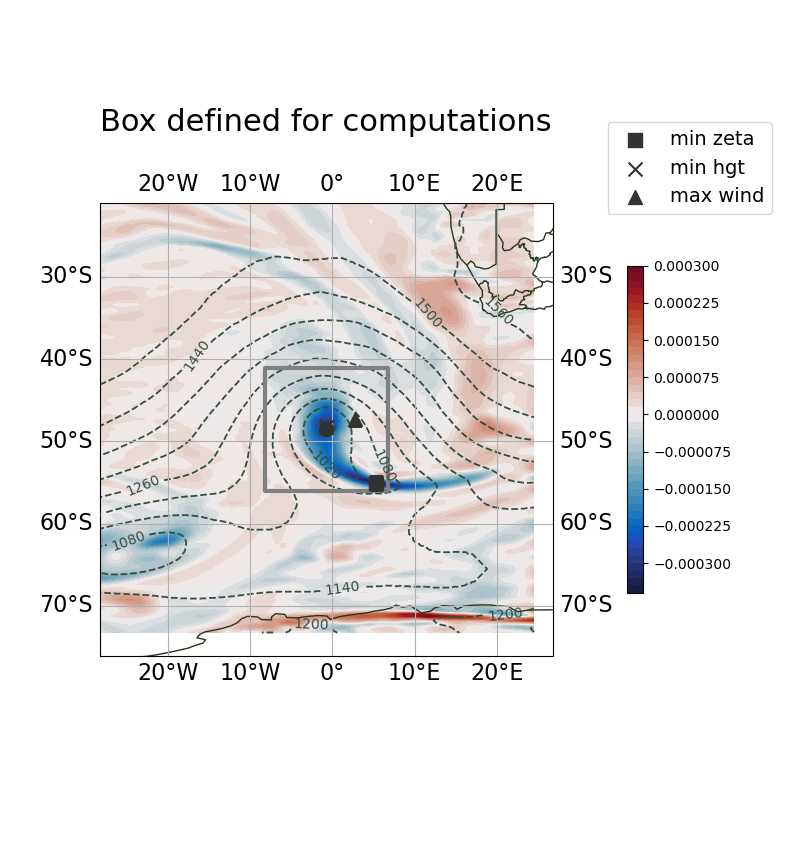 Box defined for computations
min zeta
min hgt
max wind
20°W 10°W 0° 10°E 20°E
30°S 30°S
40°S 40°S
50°S 50°S
60°S 60°S
70°S 70°S
20°W 10°W 0° 10°E 20°E
1500
1560
1440
1260
1080
1020
1080
1140
1200
1200
0.000300
0.000225
0.000150
0.000075
0.000000
−0.000075
−0.000150
−0.000225
−0.000300